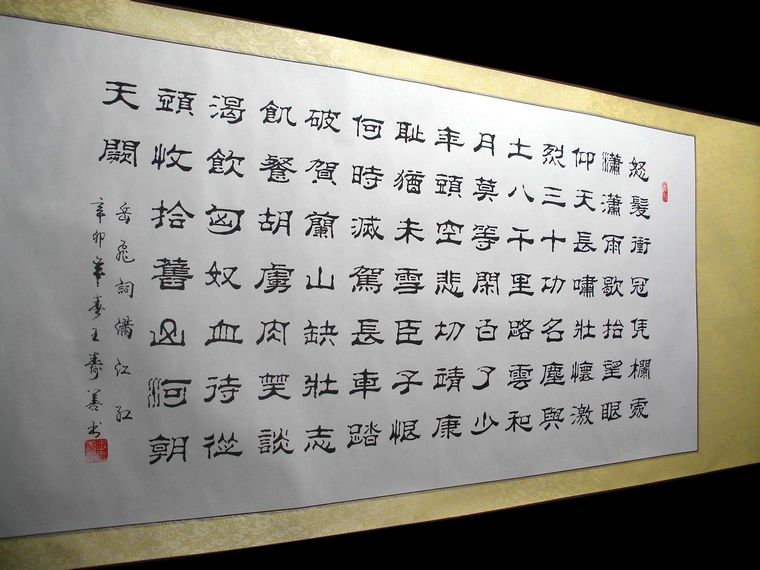 怒髮衝冠凭欄處
瀟瀟雨歇抬望眼
仰天長嘯壯懷激
烈三十功名塵與
土八千里路雲和
月莫等閑白了少
年頭空悲切靖康
耻猶未雪臣子恨
何時滅駕長車踏
破賀蘭山缺壯志
飢餐胡虜肉笑談
渴飲匈奴血待從
頭收拾舊山河朝
天闕
岳飛詞滿江紅
辛卯年春王壽善书